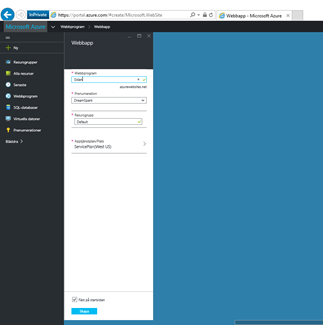 InPrivate https://portal.azure.com/#create/Microsoft.WebSite
Webbapp - Microsoft Azure
Microsoft Azure Webbprogram > Webbapp
Ny
Resursgrupper
Alla resurser
Senaste
Webbprogram
SQL-databaser
Virtuella datorer
Prenumerationer
Bläddra >
Webbapp
* Webbprogram
.azurewebsites.net
* Prenumeration
DreamSpark
* Resursgrupp
Default
* Apptjänstplan/Plats
ServicePlan(West US)
Fäst på startsidan
Skapa